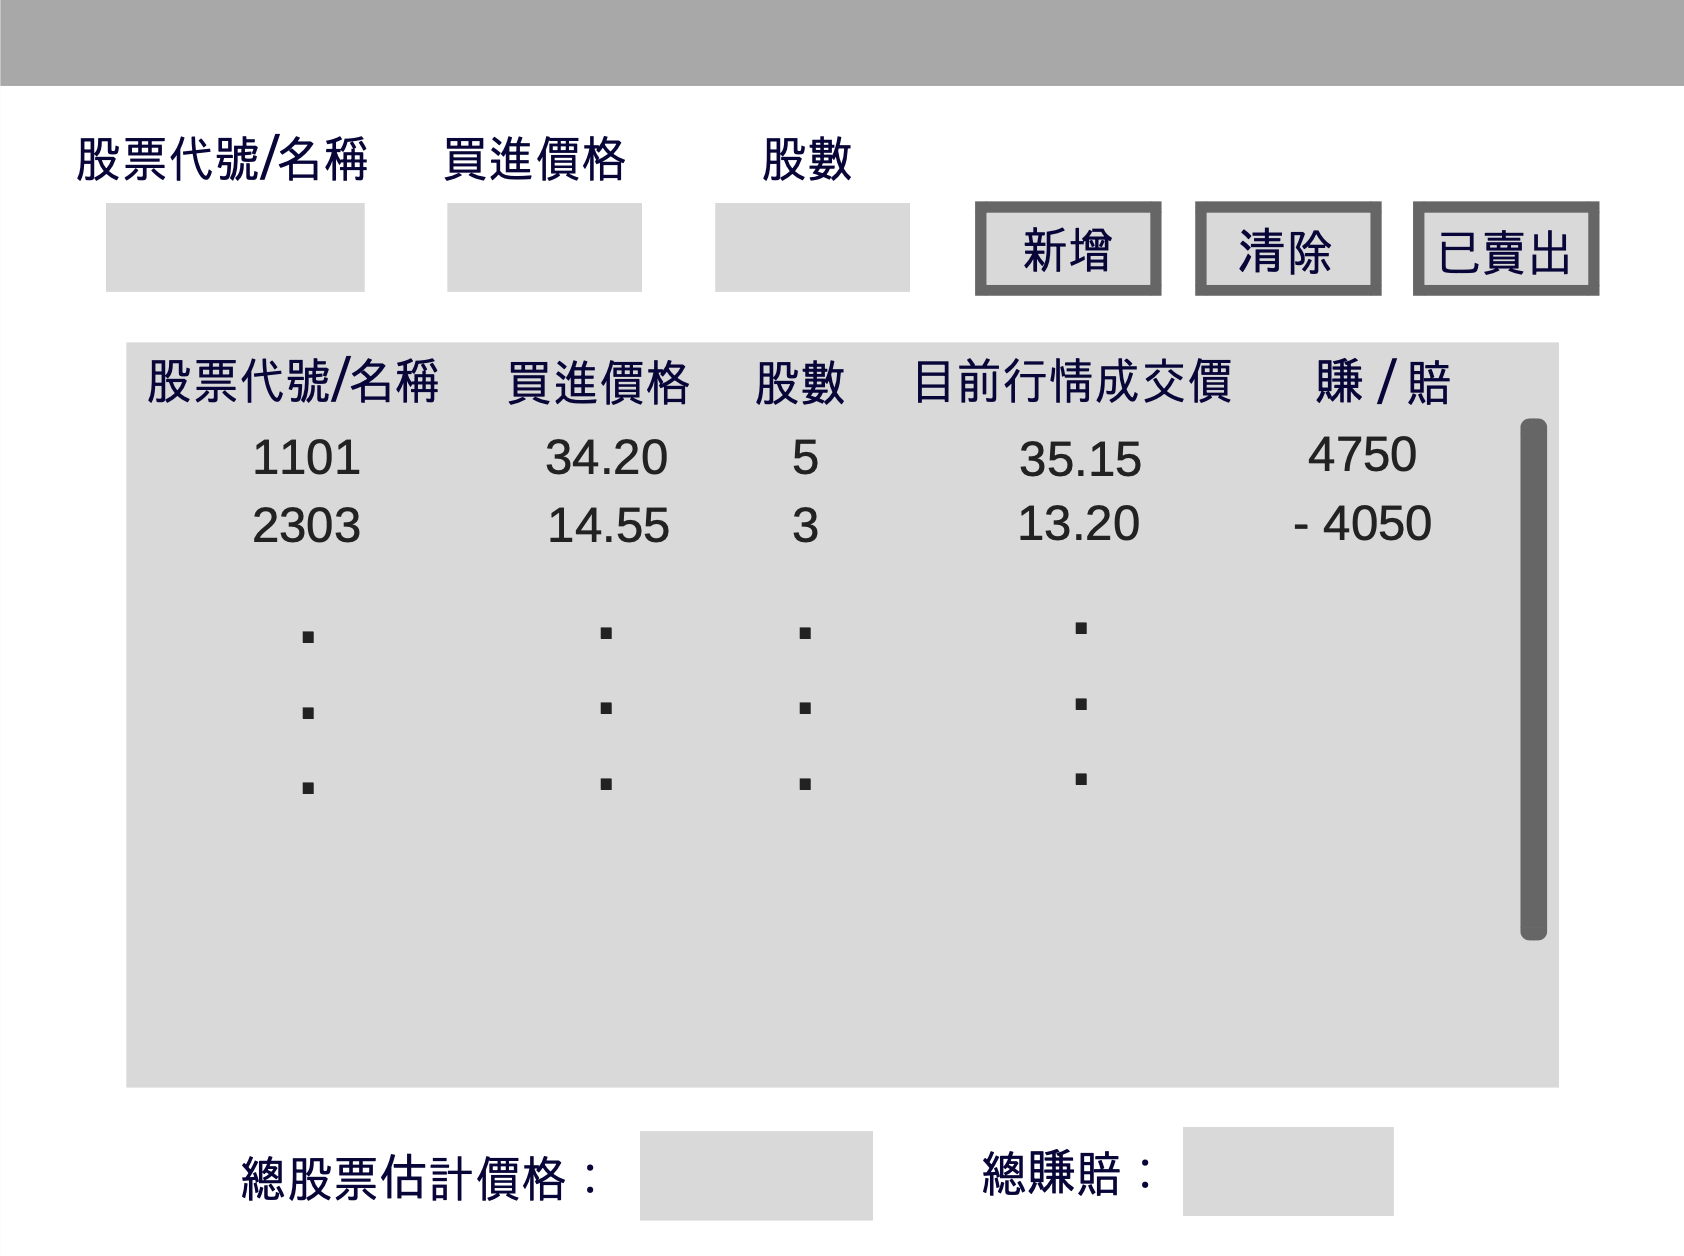 股票代號/名稱 買進價格 股數
新增 清除 已賣出
股票代號/名稱 買進價格 股數 目前行情成交價 賺 / 賠
1101 34.20 5 35.15 4750
2303 14.55 3 13.20 - 4050
. . . .
. . . .
. . . .
總股票估計價格： 總賺賠：